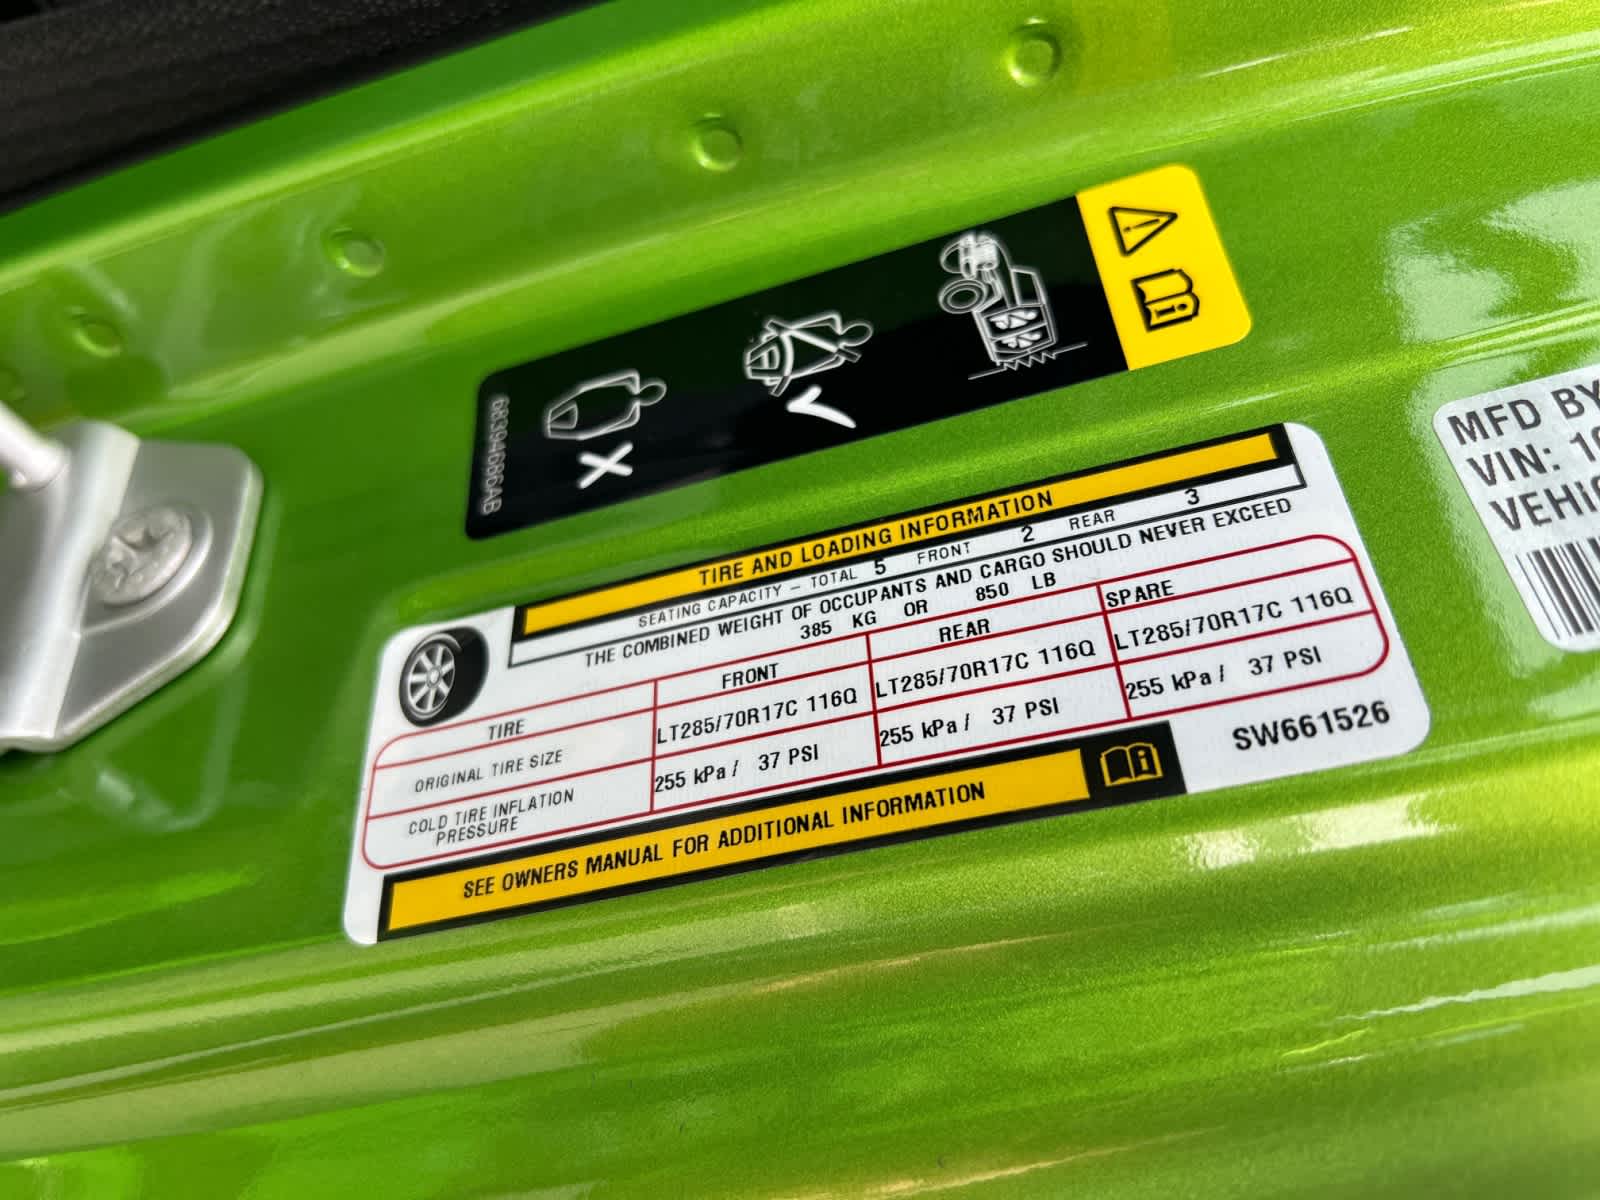 68394686AB
TIRE AND LOADING INFORMATION
SEATING CAPACITY – TOTAL 5 FRONT 2 REAR 3
THE COMBINED WEIGHT OF OCCUPANTS AND CARGO SHOULD NEVER EXCEED
385 KG OR 850 LB
TIRE FRONT REAR SPARE
ORIGINAL TIRE SIZE LT285/70R17C 116Q LT285/70R17C 116Q LT285/70R17C 116Q
COLD TIRE INFLATION
PRESSURE 255 kPa / 37 PSI 255 kPa / 37 PSI 255 kPa / 37 PSI
SEE OWNERS MANUAL FOR ADDITIONAL INFORMATION
SW661526
MFD BY
VIN: 1
VEHI